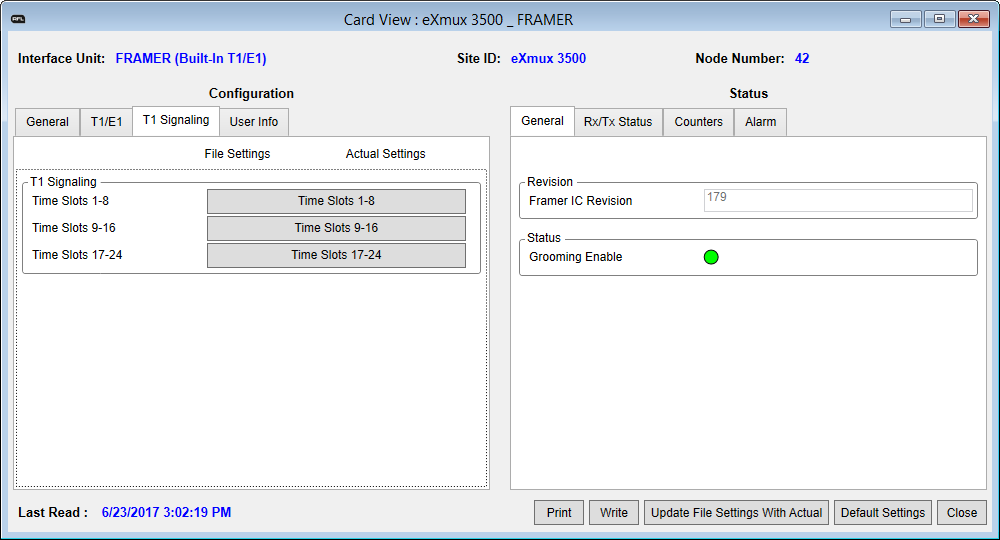 RFL
Card View : eXmux 3500 _ FRAMER
Interface Unit: FRAMER (Built-In T1/E1) Site ID: eXmux 3500 Node Number: 42
Configuration
General T1/E1 T1 Signaling User Info
File Settings Actual Settings
T1 Signaling
Time Slots 1-8 Time Slots 1-8
Time Slots 9-16 Time Slots 9-16
Time Slots 17-24 Time Slots 17-24
Status
General Rx/Tx Status Counters Alarm
Revision
Framer IC Revision 179
Status
Grooming Enable
Last Read : 6/23/2017 3:02:19 PM Print Write Update File Settings With Actual Default Settings Close